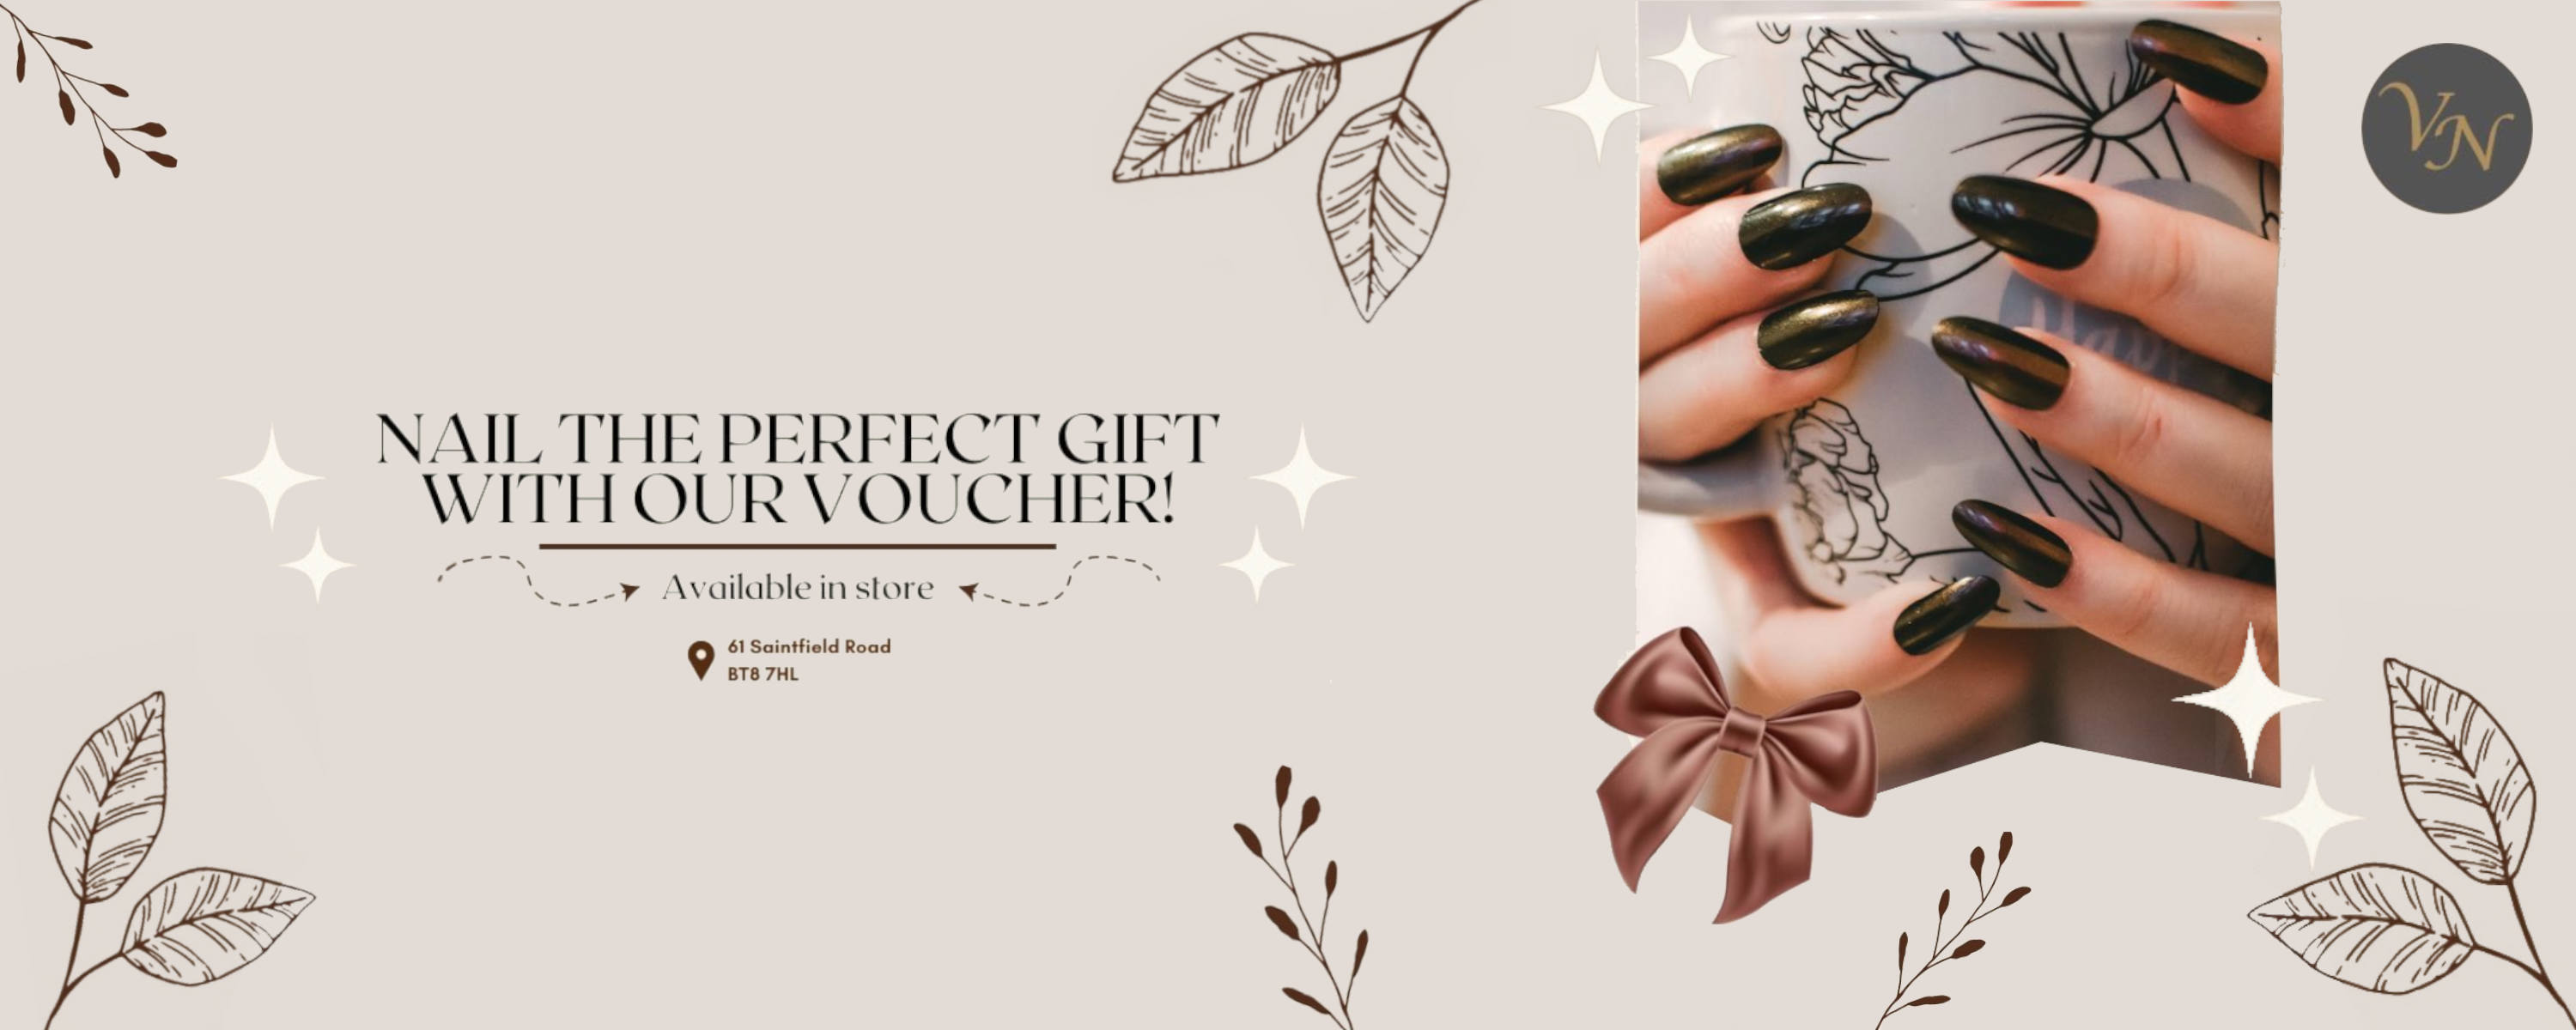 VN
NAIL THE PERFECT GIFT
WITH OUR VOUCHER!
Available in store
61 Saintfield Road
BT8 7HL